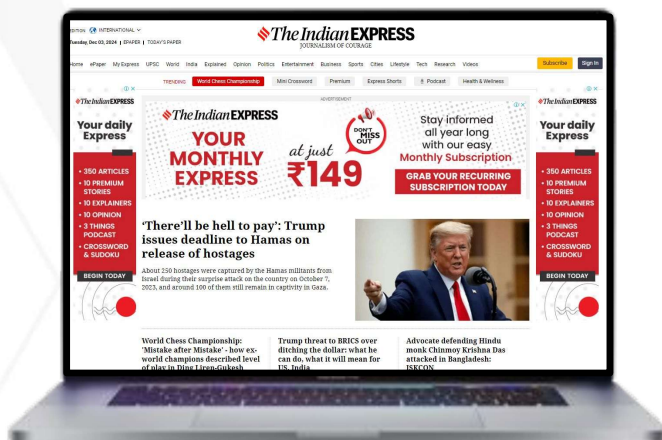 EDITION INTERNATIONAL
Tuesday, Dec 03, 2024 | EPAPER | TODAY'S PAPER
The Indian EXPRESS
JOURNALISM OF COURAGE
Home ePaper My Express UPSC World India Explained Opinion Politics Entertainment Business Sports Cities Lifestyle Tech Research Videos
Subscribe Sign In
TRENDING World Chess Championship Mini Crossword Premium Express Shorts Podcast Health & Wellness
The Indian EXPRESS
Your daily
Express
• 350 ARTICLES
• 10 PREMIUM
STORIES
• 10 EXPLAINERS
• 10 OPINION
• 3 THINGS
PODCAST
• CROSSWORD
& SUDOKU
BEGIN TODAY
ADVERTISEMENT
The Indian EXPRESS
YOUR
MONTHLY
EXPRESS
at just
₹149
DON'T
MISS
OUT
Stay informed
all year long
with our easy
Monthly Subscription
GRAB YOUR RECURRING
SUBSCRIPTION TODAY
The Indian EXPRESS
Your daily
Express
• 350 ARTICLES
• 10 PREMIUM
STORIES
• 10 EXPLAINERS
• 10 OPINION
• 3 THINGS
PODCAST
• CROSSWORD
& SUDOKU
BEGIN TODAY
‘There’ll be hell to pay’: Trump
issues deadline to Hamas on
release of hostages
About 250 hostages were captured by the Hamas militants from
Israel during their surprise attack on the country on October 7,
2023, and around 100 of them still remain in captivity in Gaza.
World Chess Championship:
'Mistake after Mistake' - how ex-
world champions described level
of play in Ding Liren-Gukesh
Trump threat to BRICS over
ditching the dollar: what he
can do, what it will mean for
US, India
Advocate defending Hindu
monk Chinmoy Krishna Das
attacked in Bangladesh:
ISKCON